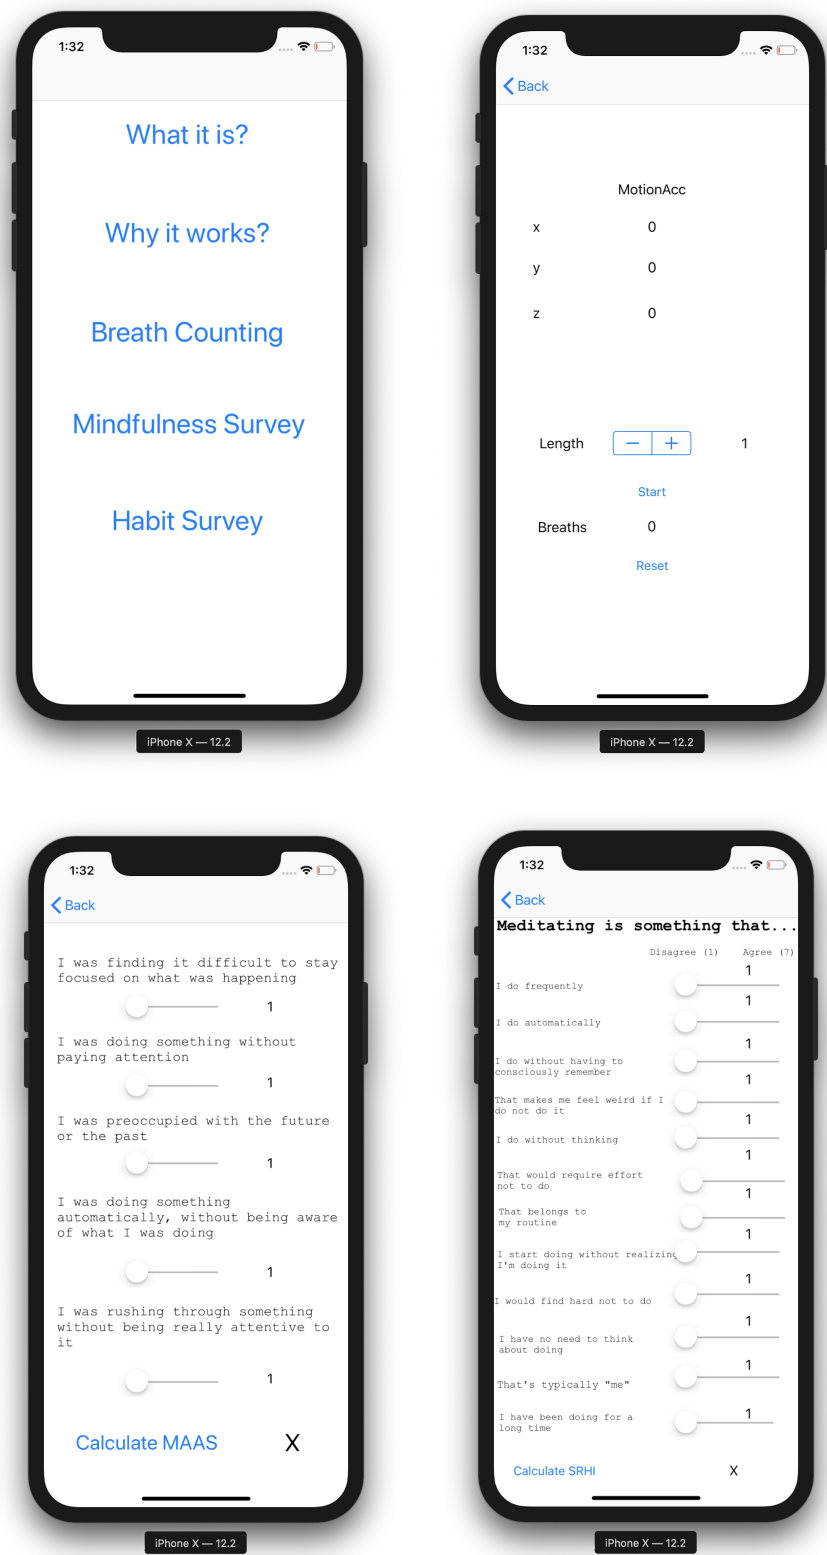 1:32
What it is?
Why it works?
Breath Counting
Mindfulness Survey
Habit Survey
iPhone X — 12.2
1:32
Back
MotionAcc
x 0
y 0
z 0
Length − + 1
Start
Breaths 0
Reset
iPhone X — 12.2
1:32
Back
I was finding it difficult to stay
focused on what was happening
1
I was doing something without
paying attention
1
I was preoccupied with the future
or the past
1
I was doing something
automatically, without being aware
of what I was doing
1
I was rushing through something
without being really attentive to
it
1
Calculate MAAS X
iPhone X — 12.2
1:32
Back
Meditating is something that...
Disagree (1) Agree (7)
1
I do frequently
1
I do automatically
1
I do without having to
consciously remember
1
That makes me feel weird if I
do not do it
1
I do without thinking
1
That would require effort
not to do
1
That belongs to
my routine
1
I start doing without realizing
I'm doing it
1
I would find hard not to do
1
I have no need to think
about doing
1
That's typically "me"
1
I have been doing for a
long time
Calculate SRHI X
iPhone X — 12.2